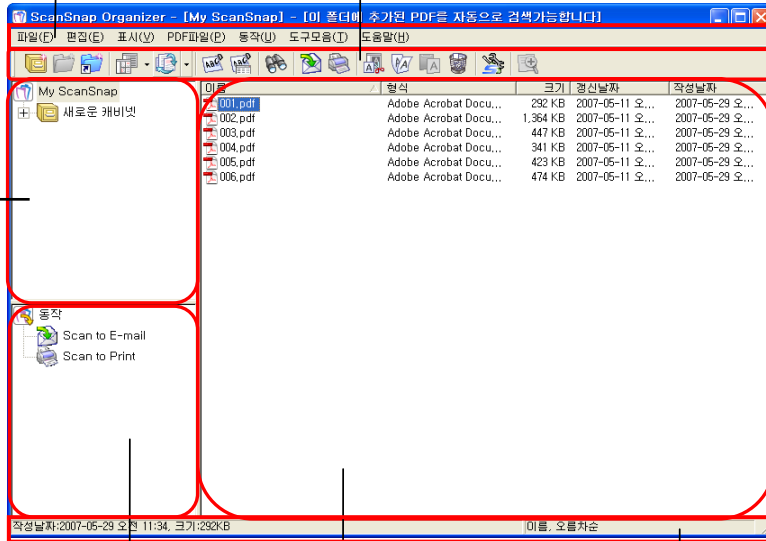 ScanSnap Organizer - [My ScanSnap] - [이 폴더에 추가된 PDF를 자동으로 검색가능합니다]
파일(F) 편집(E) 표시(V) PDF파일(P) 동작(U) 도구모음(T) 도움말(H)
My ScanSnap
새로운 캐비넷
이름 형식 크기 갱신날짜 작성날짜
001.pdf Adobe Acrobat Docu... 292 KB 2007-05-11 오... 2007-05-29 오...
002.pdf Adobe Acrobat Docu... 1,364 KB 2007-05-11 오... 2007-05-29 오...
003.pdf Adobe Acrobat Docu... 447 KB 2007-05-11 오... 2007-05-29 오...
004.pdf Adobe Acrobat Docu... 341 KB 2007-05-11 오... 2007-05-29 오...
005.pdf Adobe Acrobat Docu... 423 KB 2007-05-11 오... 2007-05-29 오...
006.pdf Adobe Acrobat Docu... 474 KB 2007-05-11 오... 2007-05-29 오...
동작
Scan to E-mail
Scan to Print
작성날짜:2007-05-29 오전 11:34, 크기:292KB 이름, 오름차순